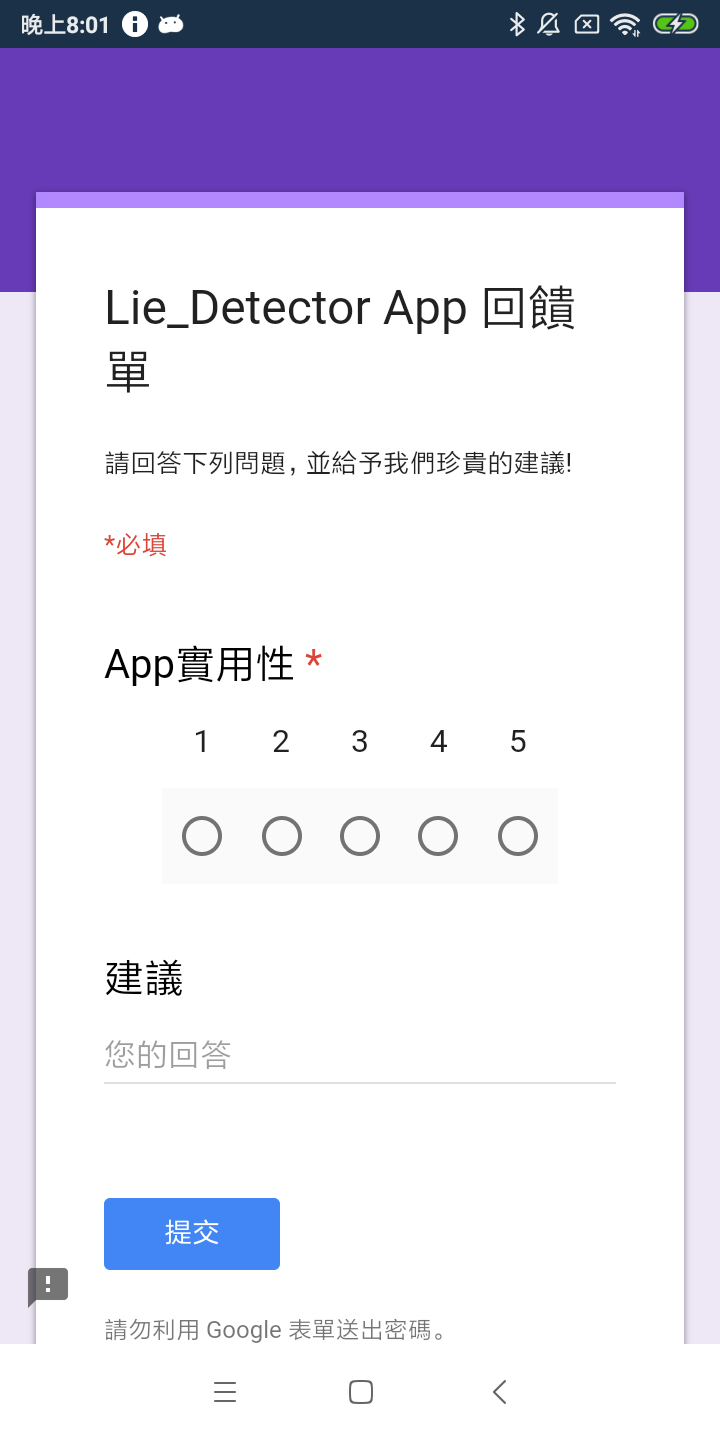 晚上8:01
Lie_Detector App 回饋
單
請回答下列問題，並給予我們珍貴的建議!
*必填
App實用性 *
1 2 3 4 5
建議
您的回答
提交
請勿利用 Google 表單送出密碼。